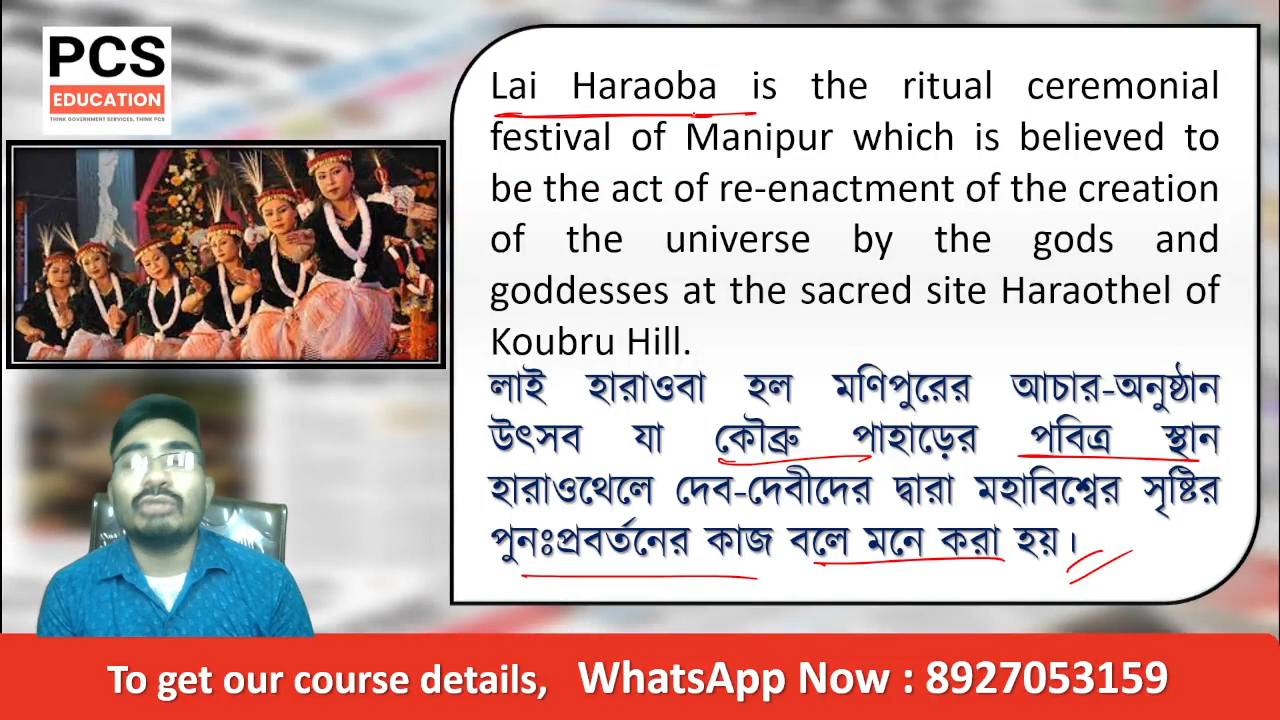 PCS
EDUCATION
THINK GOVERNMENT SERVICES, THINK PCS
Lai Haraoba is the ritual ceremonial
festival of Manipur which is believed to
be the act of re-enactment of the creation
of the universe by the gods and
goddesses at the sacred site Haraothel of
Koubru Hill.
লাই হারাওবা হল মণিপুরের আচার-অনুষ্ঠান
উৎসব যা কৌব্রু পাহাড়ের পবিত্র স্থান
হারাওথেলে দেব-দেবীদের দ্বারা মহাবিশ্বের সৃষ্টির
পুনঃপ্রবর্তনের কাজ বলে মনে করা হয়।
To get our course details, WhatsApp Now : 8927053159